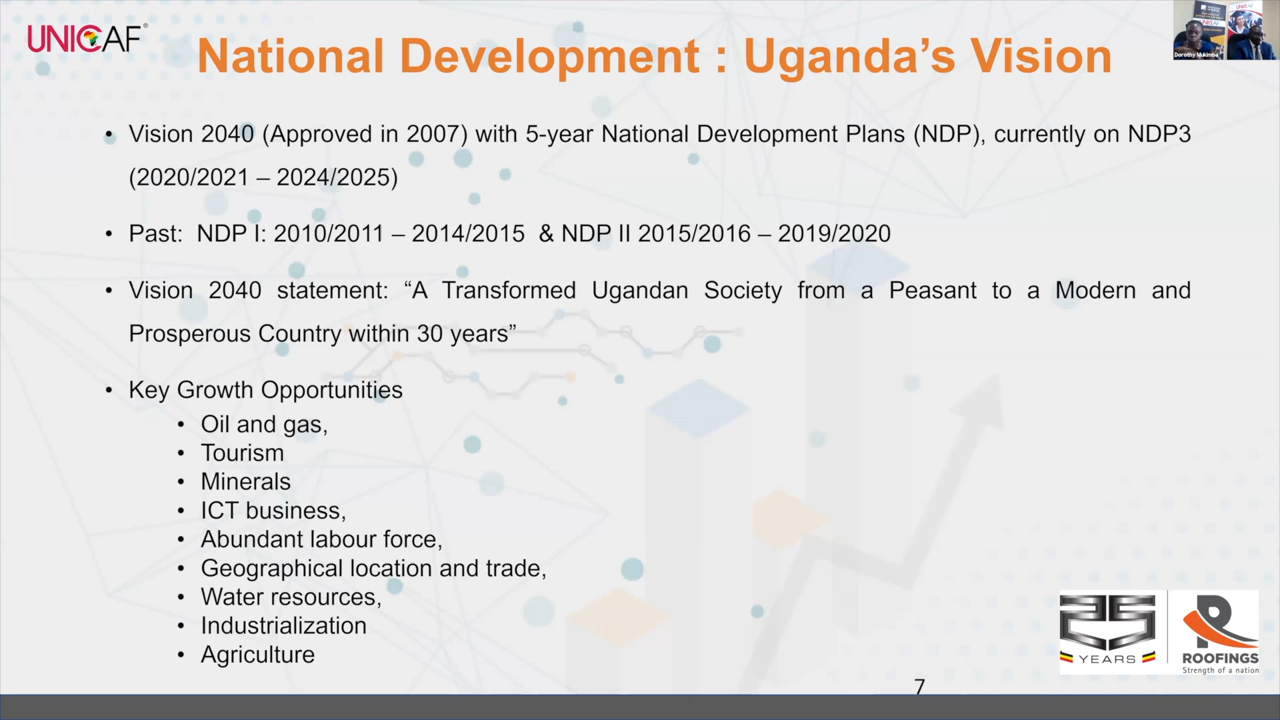 UNICAF®
National Development : Uganda's Vision
Dorothy Mukimba
• Vision 2040 (Approved in 2007) with 5-year National Development Plans (NDP), currently on NDP3
(2020/2021 – 2024/2025)
• Past: NDP I: 2010/2011 – 2014/2015 & NDP II 2015/2016 – 2019/2020
• Vision 2040 statement: “A Transformed Ugandan Society from a Peasant to a Modern and
Prosperous Country within 30 years”
• Key Growth Opportunities
• Oil and gas,
• Tourism
• Minerals
• ICT business,
• Abundant labour force,
• Geographical location and trade,
• Water resources,
• Industrialization
• Agriculture
25
YEARS
R
ROOFINGS
Strength of a nation
7